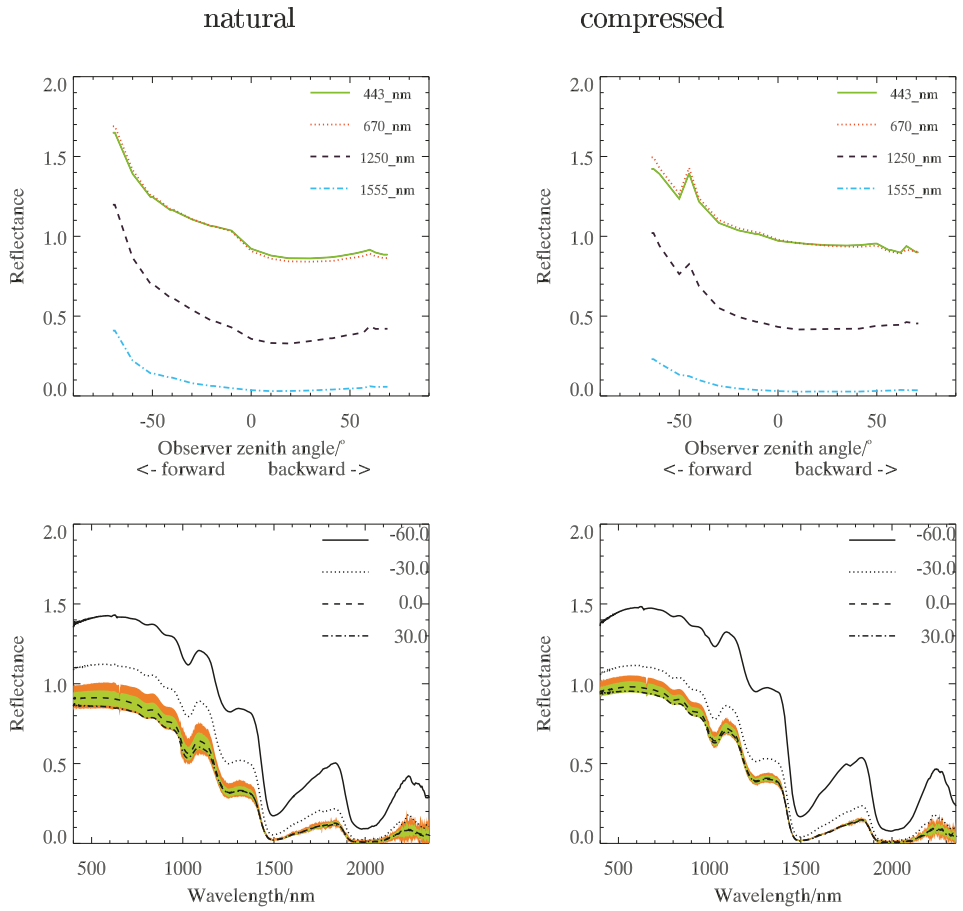 natural
compressed
2.0
1.5
1.0
0.5
0.0
Reflectance
443_nm
670_nm
1250_nm
1555_nm
-50
0
50
Observer zenith angle/°
<- forward
backward ->
2.0
1.5
1.0
0.5
0.0
Reflectance
443_nm
670_nm
1250_nm
1555_nm
-50
0
50
Observer zenith angle/°
<- forward
backward ->
2.0
1.5
1.0
0.5
0.0
Reflectance
-60.0
-30.0
0.0
30.0
500
1000
1500
2000
Wavelength/nm
2.0
1.5
1.0
0.5
0.0
Reflectance
-60.0
-30.0
0.0
30.0
500
1000
1500
2000
Wavelength/nm